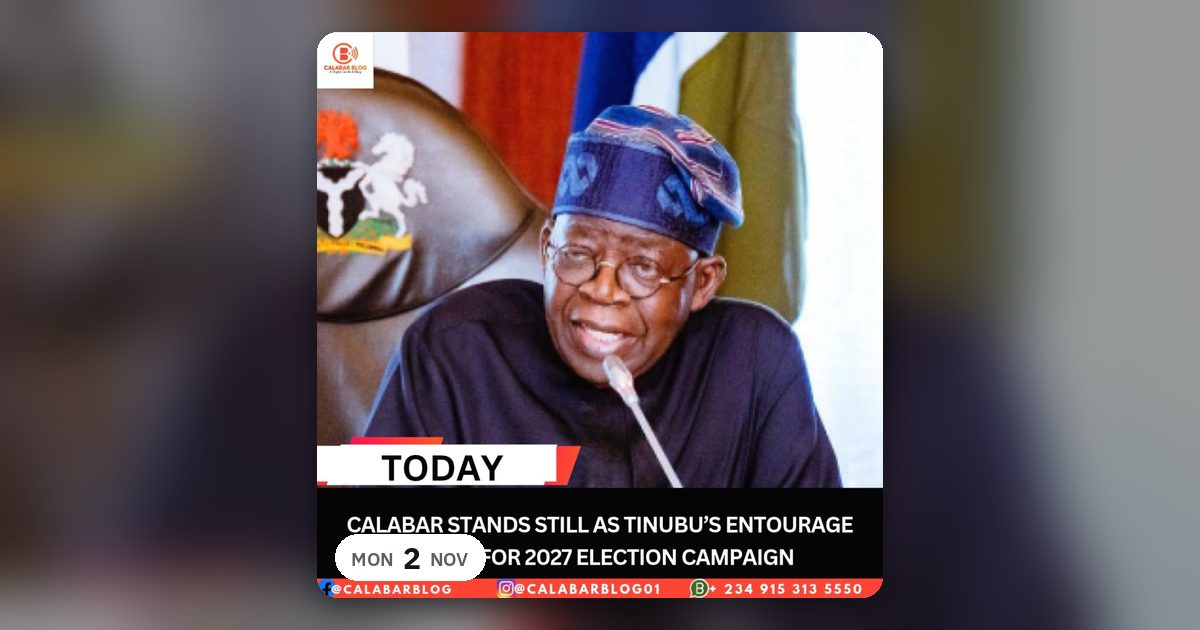 CALABAR BLOG
TODAY
CALABAR STANDS STILL AS TINUBU’S ENTOURAGE
FOR 2027 ELECTION CAMPAIGN
MON 2 NOV
@CALABARBLOG
@CALABARBLOG01
+ 234 915 313 5550